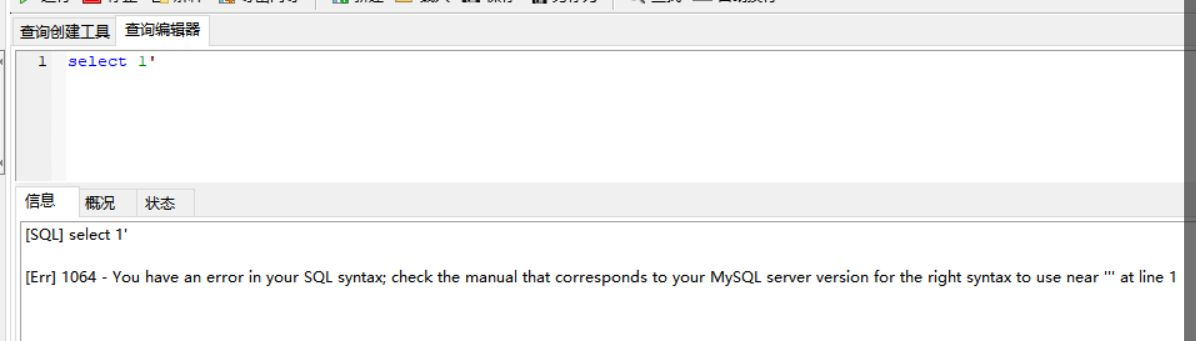 查询创建工具 查询编辑器
1 select 1'
信息 概况 状态
[SQL] select 1'
[Err] 1064 - You have an error in your SQL syntax; check the manual that corresponds to your MySQL server version for the right syntax to use near ''' at line 1